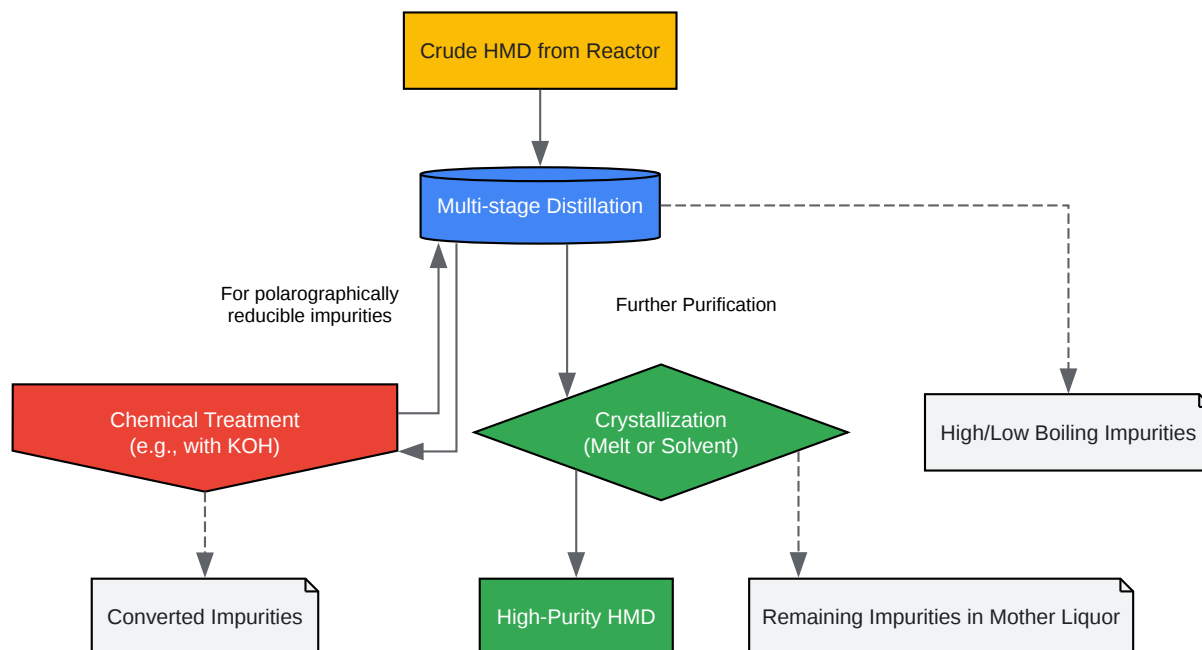 Crude HMD from Reactor
Multi-stage Distillation
For polarographically
reducible impurities
Further Purification
Chemical Treatment
(e.g., with KOH)
Crystallization
(Melt or Solvent)
High/Low Boiling Impurities
Converted Impurities
High-Purity HMD
Remaining Impurities in Mother Liquor